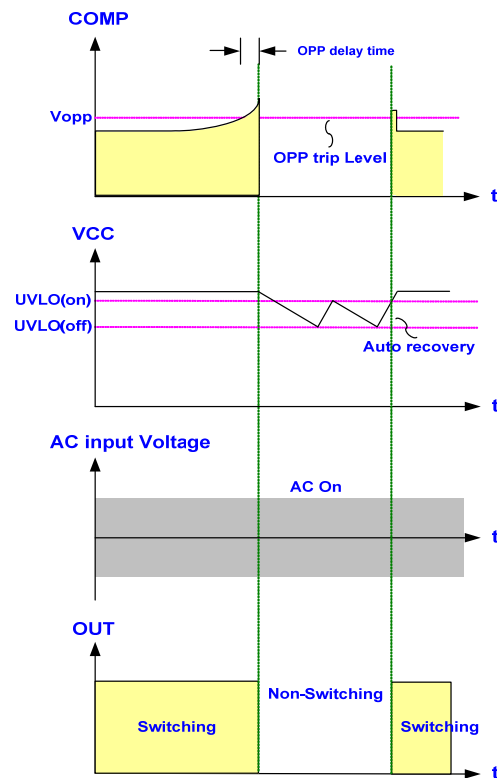 COMP
OPP delay time
Vopp
OPP trip Level
t
VCC
UVLO(on)
UVLO(off)
Auto recovery
t
AC input Voltage
AC On
t
OUT
Non-Switching
Switching
Switching
t